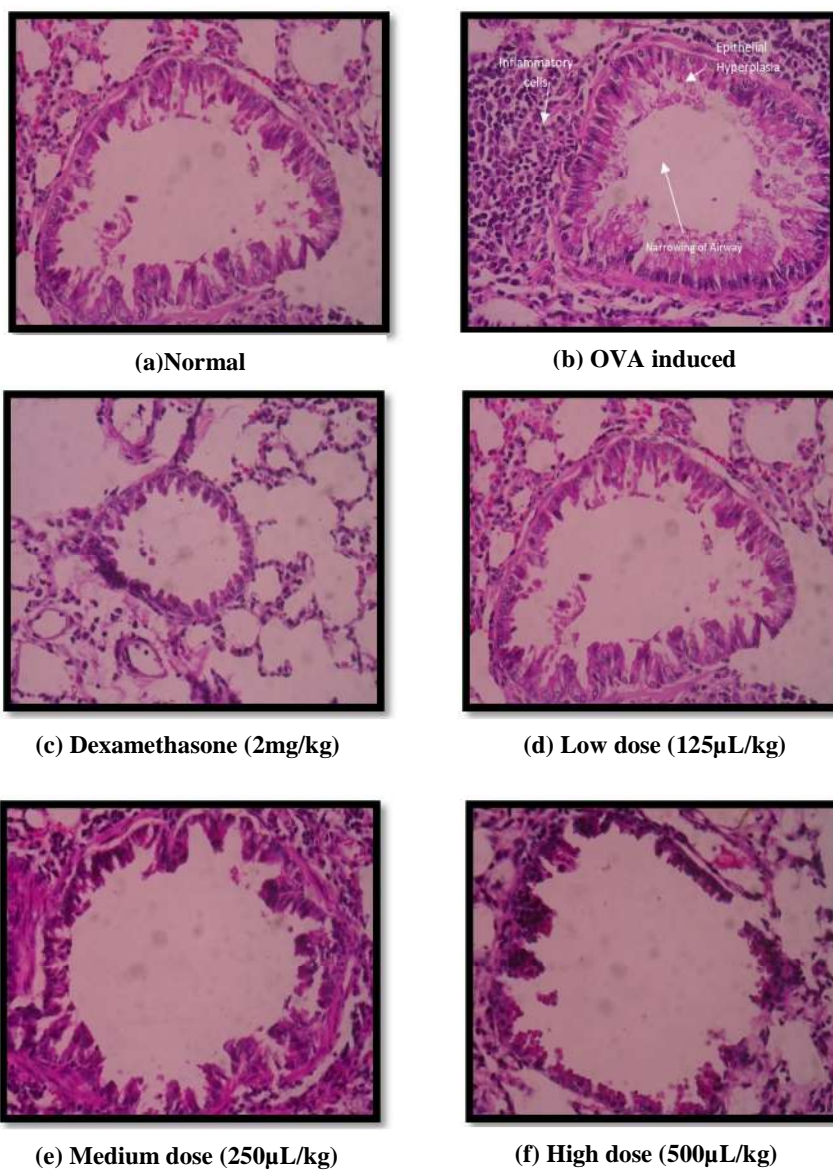 Inflammatory
cells
Epithelial
Hyperplasia
Narrowing of Airway
(a)Normal
(b) OVA induced
(c) Dexamethasone (2mg/kg)
(d) Low dose (125µL/kg)
(e) Medium dose (250µL/kg)
(f) High dose (500µL/kg)